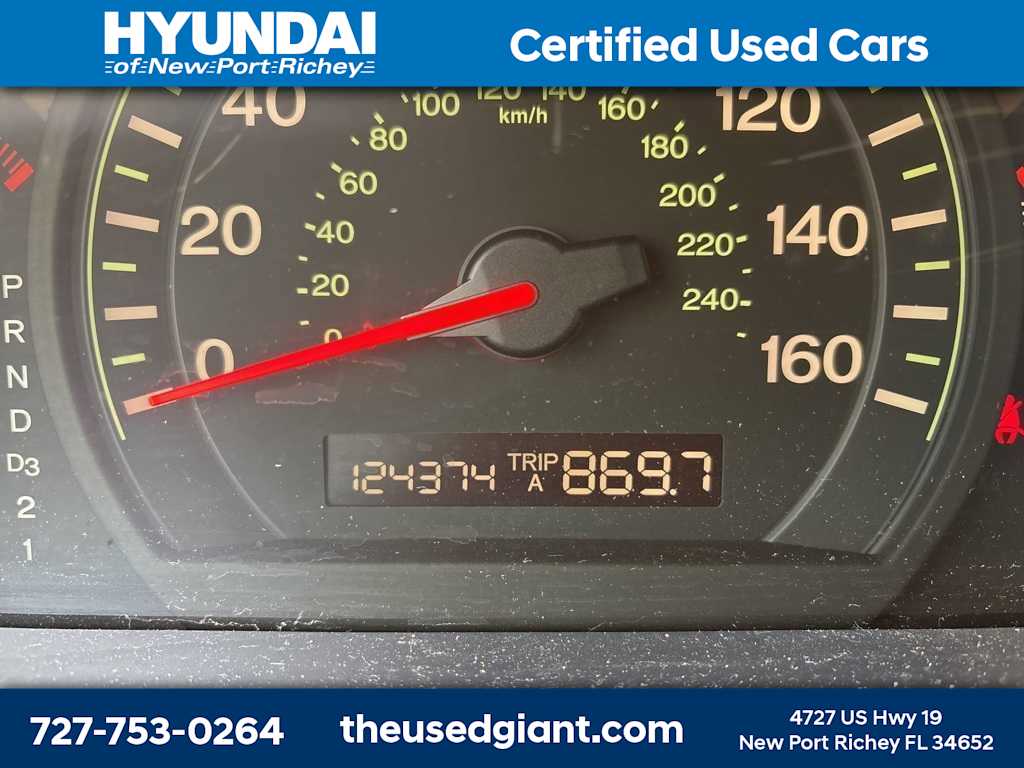 HYUNDAI
of New Port Richey
Certified Used Cars
40
20
0
100
120
140
160
km/h
80
60
40
20
0
180
200
220
240
120
140
160
P
R
N
D
D3
2
1
124374
TRIP
A
869.7
727-753-0264
theusedgiant.com
4727 US Hwy 19
New Port Richey FL 34652